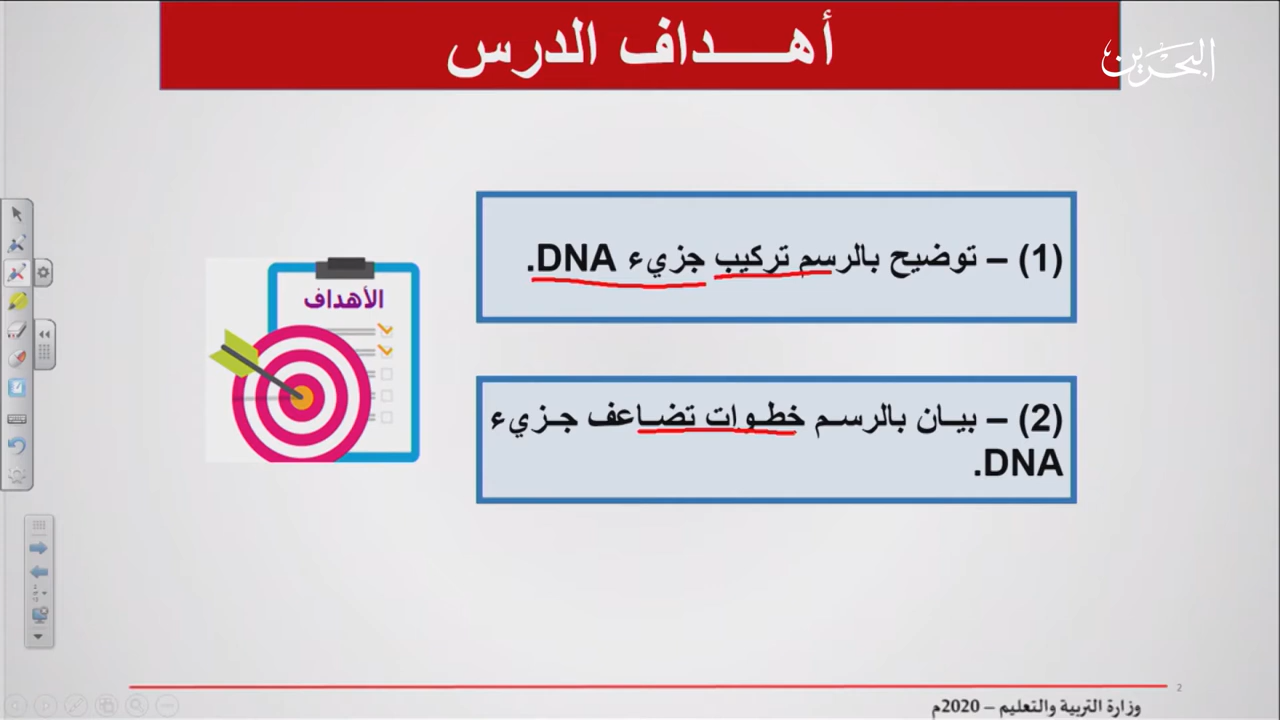 أهـــداف الدرس
البحرين
(1) – توضيح بالرسم تركيب جزيء DNA.
(2) – بيـان بالرسـم خطـوات تضـاعف جـزيء
DNA.
الأهداف
2
وزارة التربية والتعليم – 2020م